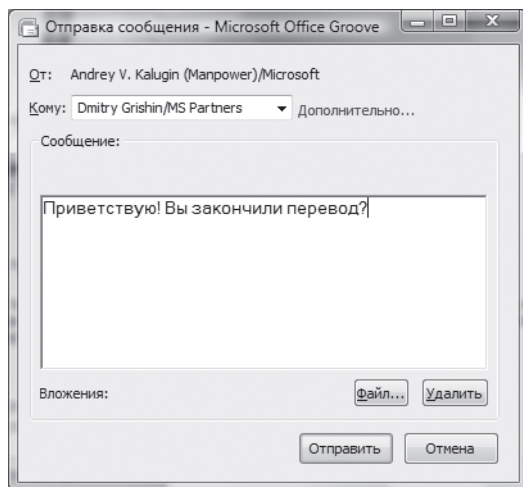 Отправка сообщения - Microsoft Office Groove
От: Andrey V. Kalugin (Manpower)/Microsoft
Кому: Dmitry Grishin/MS Partners Дополнительно...
Сообщение:
Приветствую! Вы закончили перевод?
Вложения: Файл... Удалить
Отправить Отмена